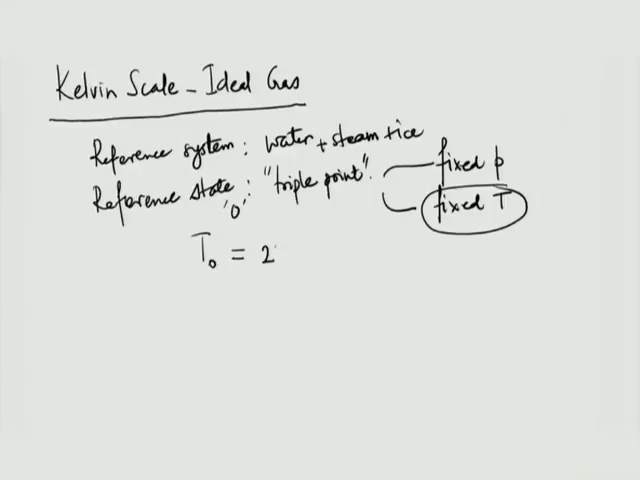 Kelvin Scale - Ideal Gas
Reference system : water + steam + ice
Reference state : "triple point" fixed p
'0' fixed T
T₀ = 2